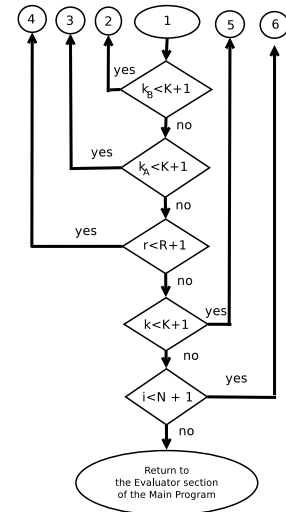 4
3
2
1
5
6
yes
k_B<K+1
no
yes
k_A<K+1
no
yes
r<R+1
no
yes
k<K+1
no
yes
i<N + 1
no
Return to
the Evaluator section
of the Main Program